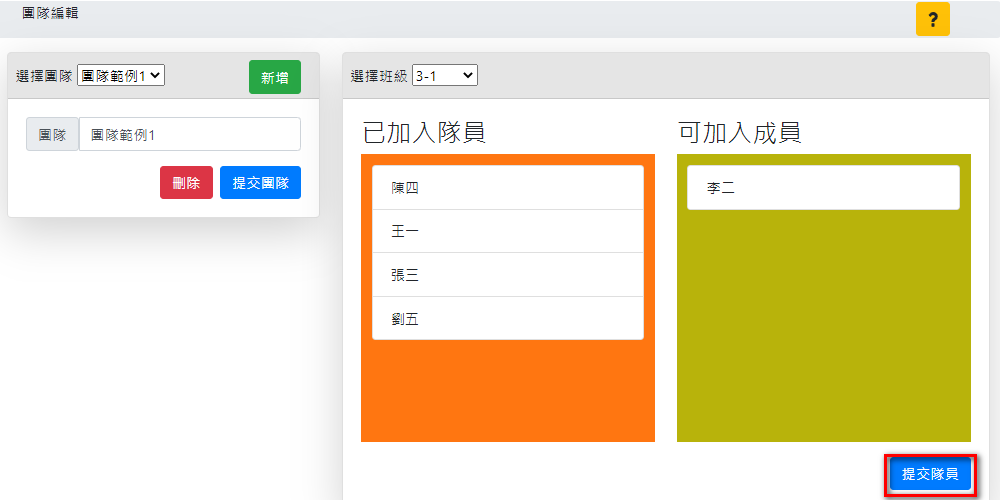 團隊編輯
?
選擇團隊 團隊範例1 新增
團隊 團隊範例1
刪除 提交團隊
選擇班級 3-1
已加入隊員
陳四
王一
張三
劉五
可加入成員
李二
提交隊員